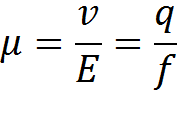 μ = v/E = q/f